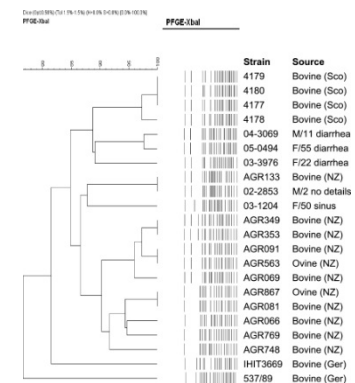 PFGE-XbaI
PFGE-XbaI
Strain Source
4179 Bovine (Sco)
4180 Bovine (Sco)
4177 Bovine (Sco)
4178 Bovine (Sco)
04-3069 M/11 diarrhea
05-0494 F/55 diarrhea
03-3976 F/22 diarrhea
AGR133 Bovine (NZ)
02-2853 M/2 no details
03-1204 F/50 sinus
AGR349 Bovine (NZ)
AGR353 Bovine (NZ)
AGR091 Bovine (NZ)
AGR563 Ovine (NZ)
AGR069 Bovine (NZ)
AGR867 Ovine (NZ)
AGR081 Bovine (NZ)
AGR066 Bovine (NZ)
AGR769 Bovine (NZ)
AGR748 Bovine (NZ)
IHIT3669 Bovine (Ger)
537/89 Bovine (Ger)